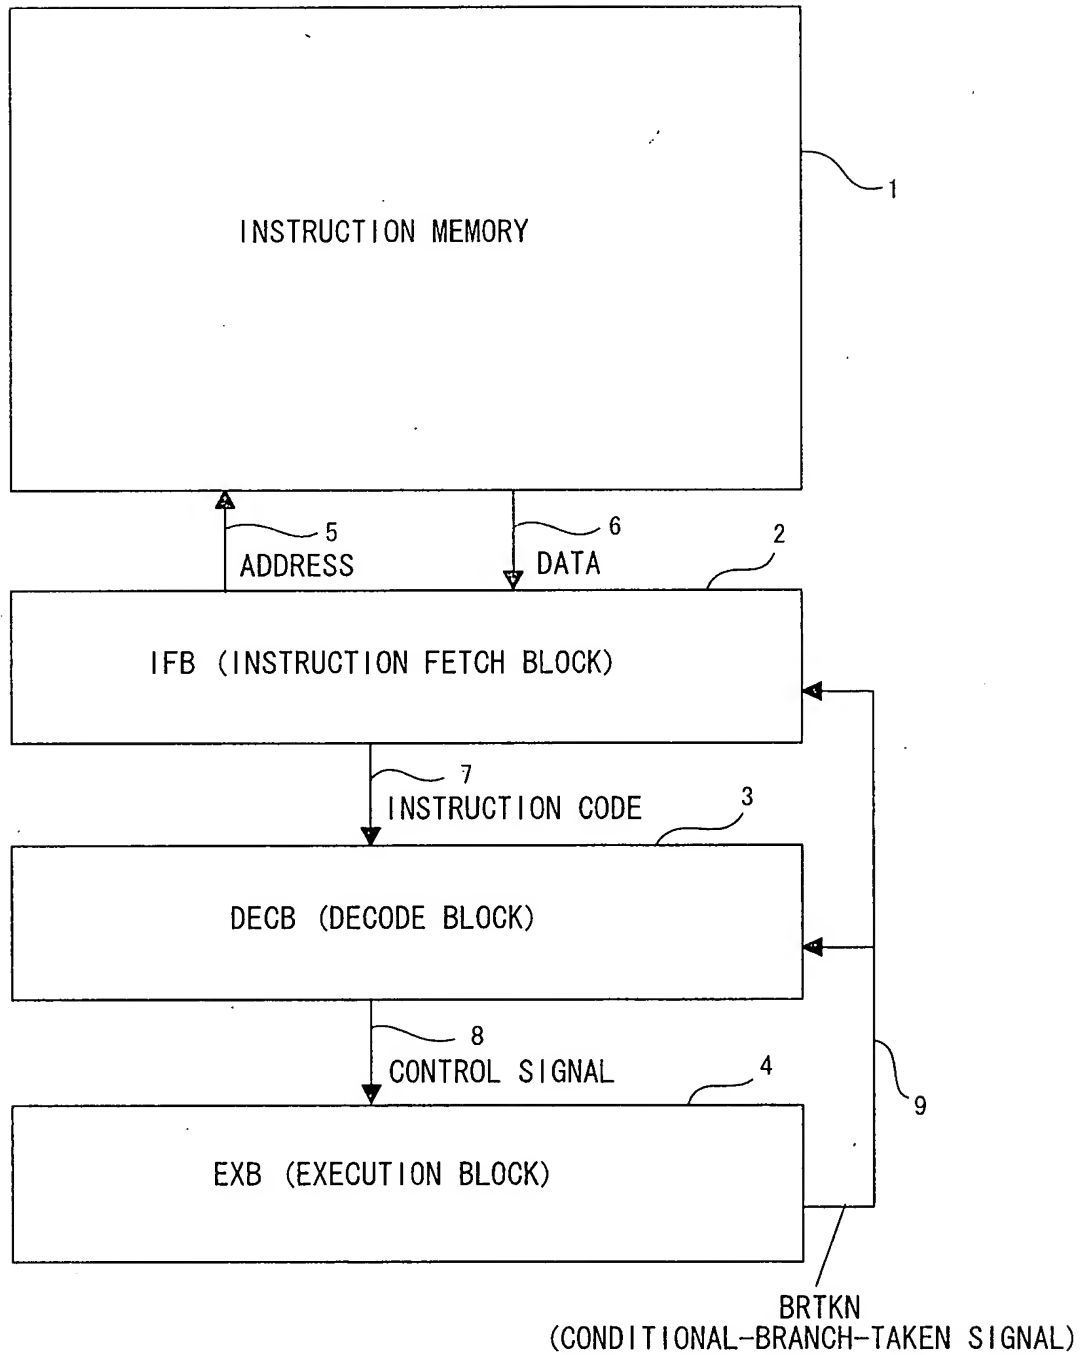 1
INSTRUCTION MEMORY
5
ADDRESS
6
DATA
2
IFB (INSTRUCTION FETCH BLOCK)
7
INSTRUCTION CODE
3
DECB (DECODE BLOCK)
8
CONTROL SIGNAL
4
9
EXB (EXECUTION BLOCK)
BRTKN
(CONDITIONAL-BRANCH-TAKEN SIGNAL)